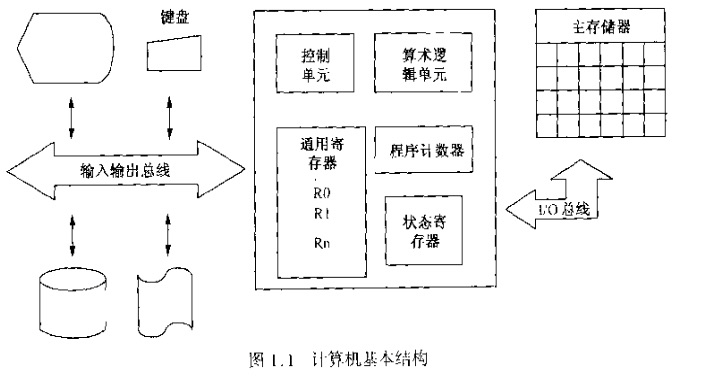 键盘
输入输出总线
控制
单元
算术逻
辑单元
通用寄
存器
R0
R1
Rn
程序计数器
状态寄
存器
主存储器
I/O 总线
图 1.1 计算机基本结构